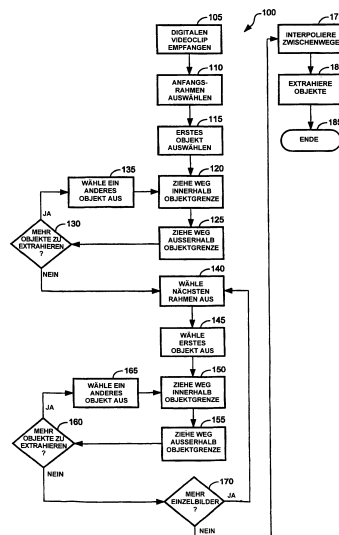 100
105
DIGITALEN
VIDEOCLIP
EMPFANGEN
110
ANFANGS-
RAHMEN
AUSWÄHLEN
115
ERSTES
OBJEKT
AUSWÄHLEN
135
WÄHLE EIN
ANDERES
OBJEKT AUS
120
ZIEHE WEG
INNERHALB
OBJEKTGRENZE
125
ZIEHE WEG
AUSSERHALB
OBJEKTGRENZE
JA
130
MEHR
OBJEKTE ZU
EXTRAHIEREN
?
NEIN
140
WÄHLE
NÄCHSTEN
RAHMEN AUS
145
WÄHLE
ERSTES
OBJEKT AUS
165
WÄHLE EIN
ANDERES
OBJEKT AUS
150
ZIEHE WEG
INNERHALB
OBJEKTGRENZE
155
ZIEHE WEG
AUSSERHALB
OBJEKTGRENZE
JA
160
MEHR
OBJEKTE ZU
EXTRAHIEREN
?
NEIN
170
MEHR
EINZELBILDER
?
JA
NEIN
INTERPOLIERE
ZWISCHENWEGE
EXTRAHIERE
OBJEKTE
185
ENDE